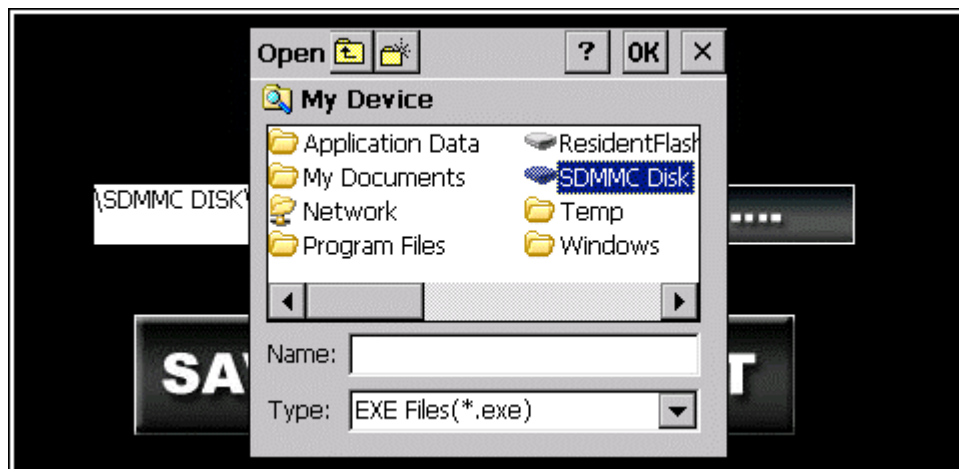 Open ? OK ×
My Device
Application Data ResidentFlash
My Documents SDMMC Disk
\SDMMC DISK\
Network Temp
....
Program Files Windows
Name:
SA T
Type: EXE Files(*.exe)